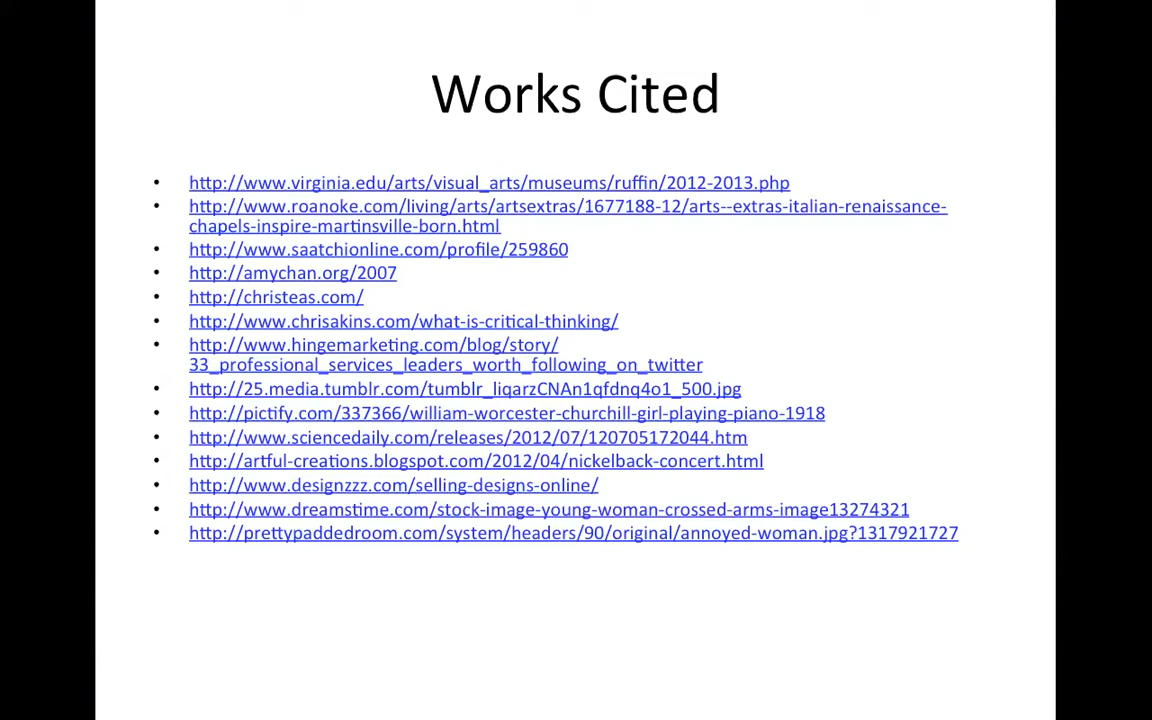 Works Cited
• http://www.virginia.edu/arts/visual_arts/museums/ruffin/2012-2013.php
• http://www.roanoke.com/living/arts/artsextras/1677188-12/arts--extras-italian-renaissance-
chapels-inspire-martinsville-born.html
• http://www.saatchionline.com/profile/259860
• http://amychan.org/2007
• http://christeas.com/
• http://www.chrisakins.com/what-is-critical-thinking/
• http://www.hingemarketing.com/blog/story/
33_professional_services_leaders_worth_following_on_twitter
• http://25.media.tumblr.com/tumblr_liqarzCNAn1qfdnq4o1_500.jpg
• http://pictify.com/337366/william-worcester-churchill-girl-playing-piano-1918
• http://www.sciencedaily.com/releases/2012/07/120705172044.htm
• http://artful-creations.blogspot.com/2012/04/nickelback-concert.html
• http://www.designzzz.com/selling-designs-online/
• http://www.dreamstime.com/stock-image-young-woman-crossed-arms-image13274321
• http://prettypaddedroom.com/system/headers/90/original/annoyed-woman.jpg?1317921727